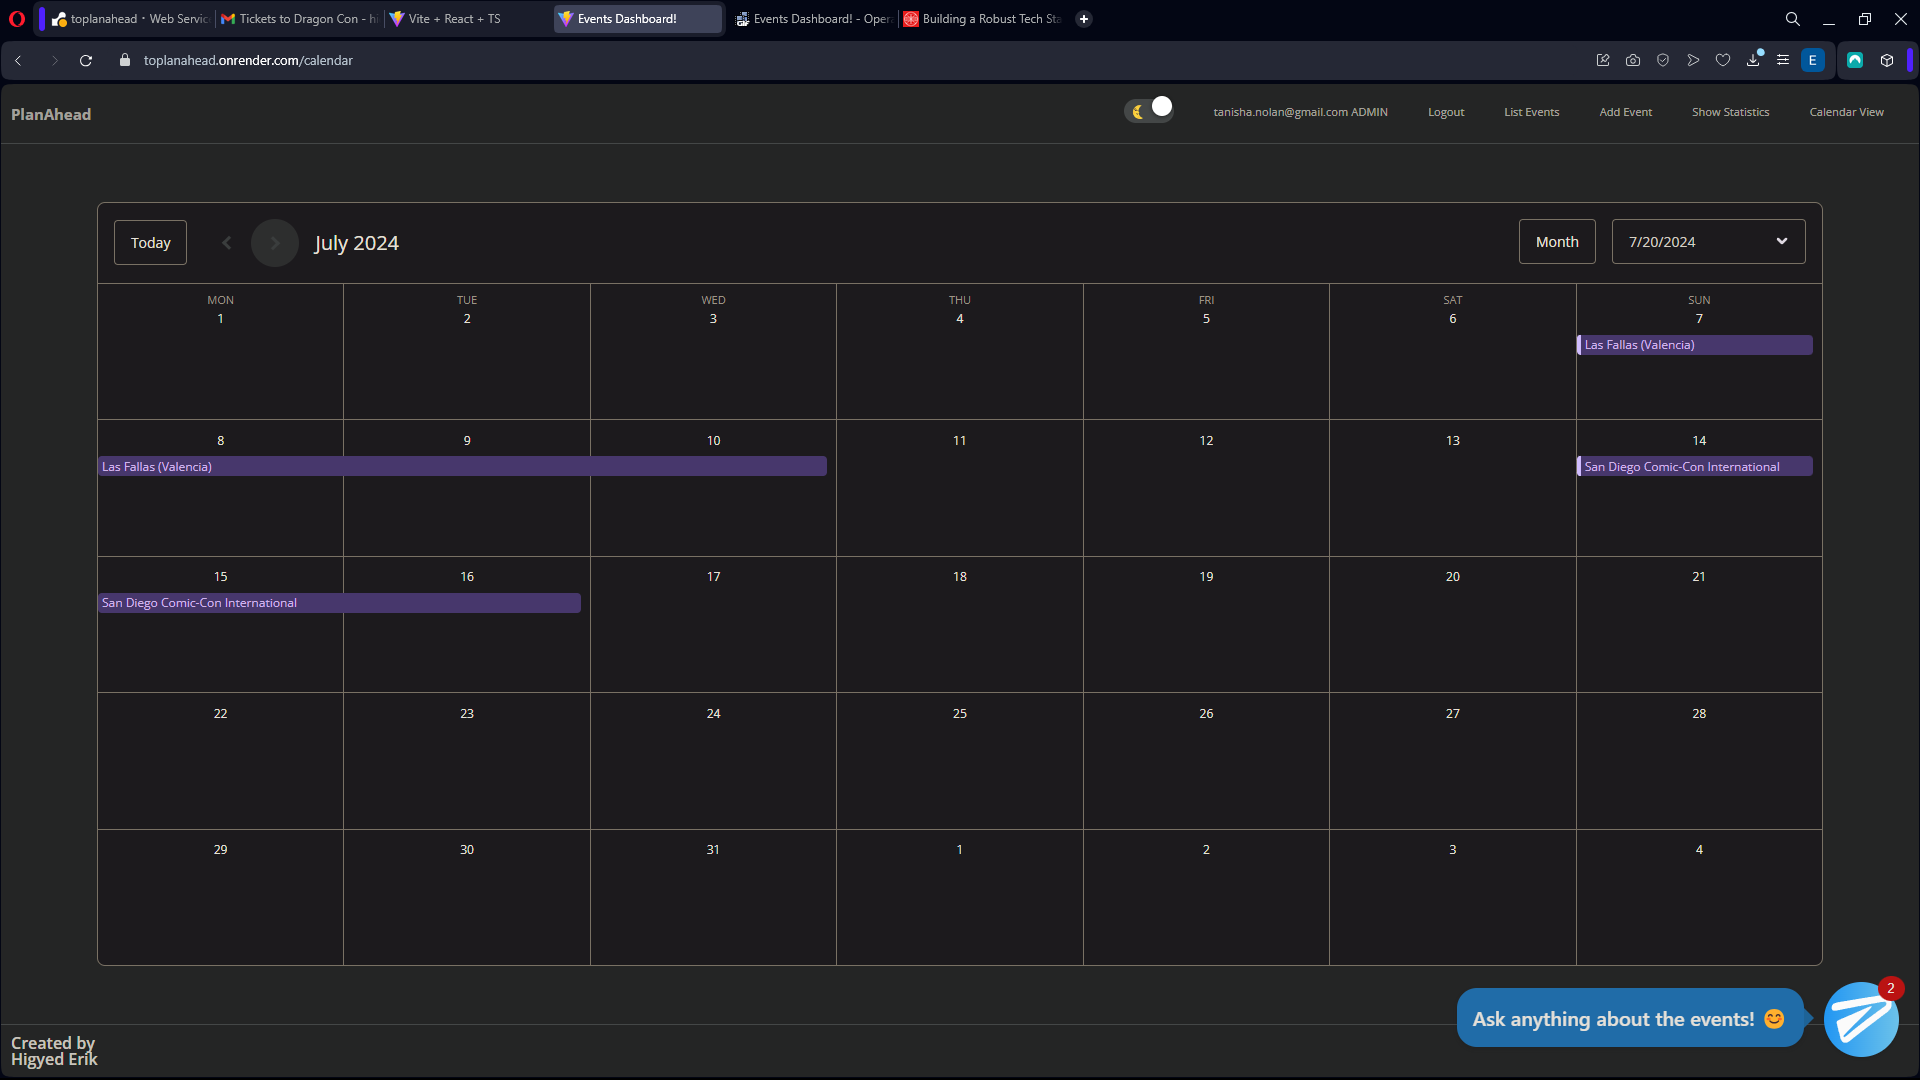 toplanahead · Web Servic
Tickets to Dragon Con - hi
Vite + React + TS
Events Dashboard!
Events Dashboard! - Oper
Building a Robust Tech Sta
toplanahead.onrender.com/calendar
E
PlanAhead
tanisha.nolan@gmail.com ADMIN
Logout
List Events
Add Event
Show Statistics
Calendar View
Today
July 2024
Month
7/20/2024
MON TUE WED THU FRI SAT SUN
1 2 3 4 5 6 7
Las Fallas (Valencia)
8 9 10 11 12 13 14
Las Fallas (Valencia)
San Diego Comic-Con International
15 16 17 18 19 20 21
San Diego Comic-Con International
22 23 24 25 26 27 28
29 30 31 1 2 3 4
2
Ask anything about the events! 😊
Created by
Higyed Erik